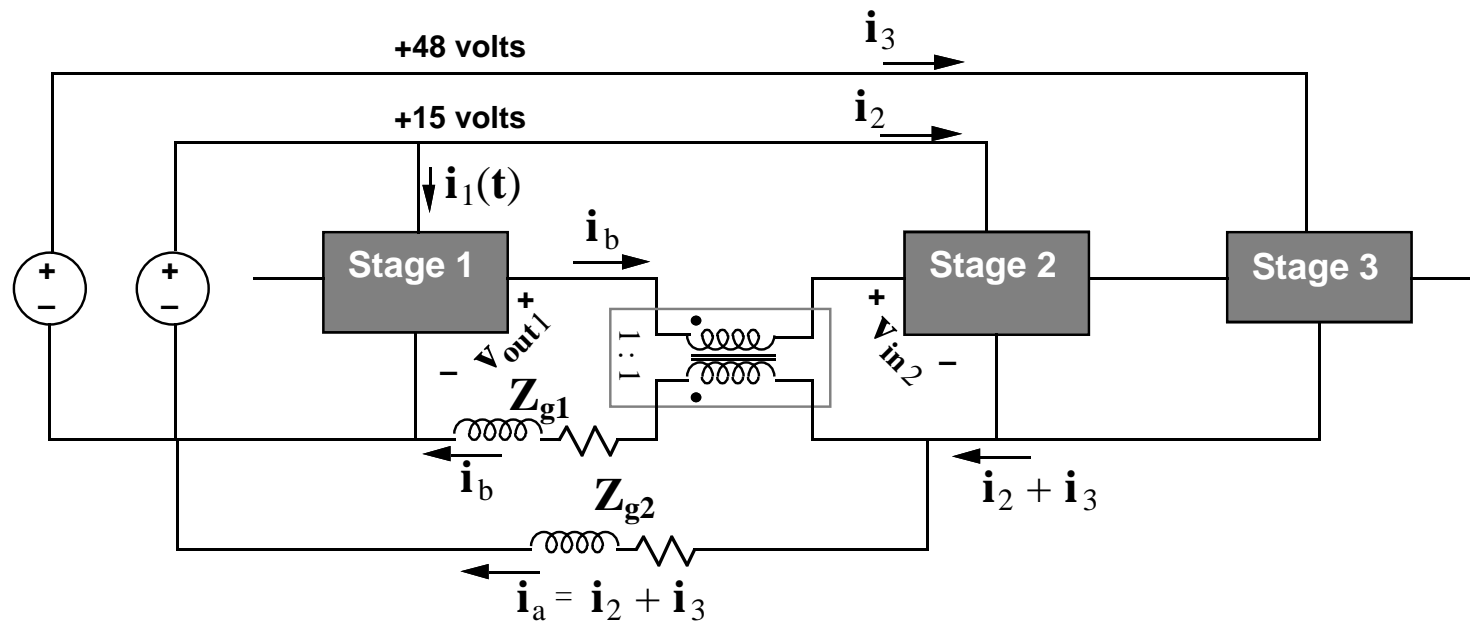 i3
+48 volts
+15 volts
i2
i1(t)
ib
Stage 1
Stage 2
Stage 3
+
–
+
–
+
vout1
–
1 : 1
+
vin2
–
Zg1
ib
i2 + i3
Zg2
ia = i2 + i3